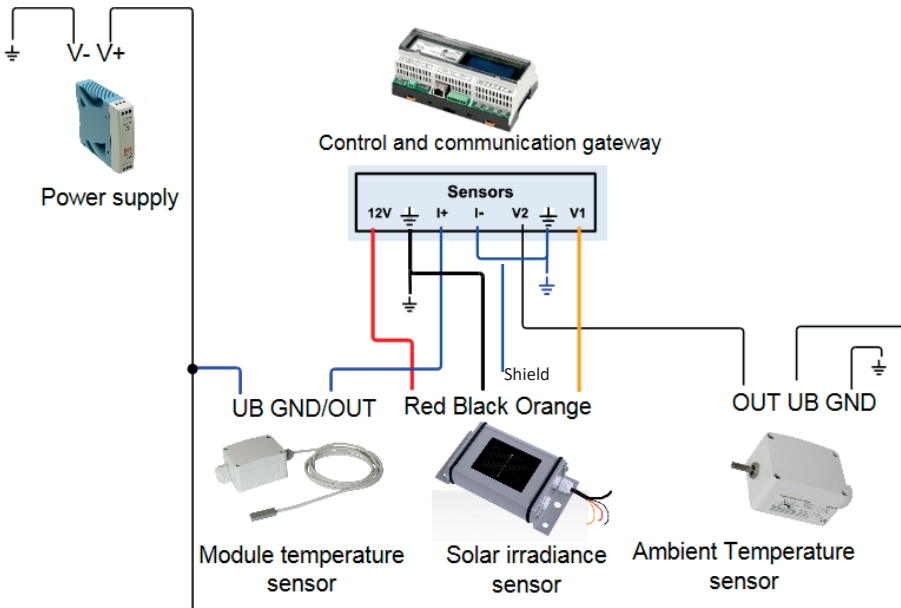 V- V+
Power supply
Control and communication gateway
Sensors
12V I+ I- V2 V1
Shield
UB GND/OUT
Red Black Orange
OUT UB GND
Module temperature
sensor
Solar irradiance
sensor
Ambient Temperature
sensor